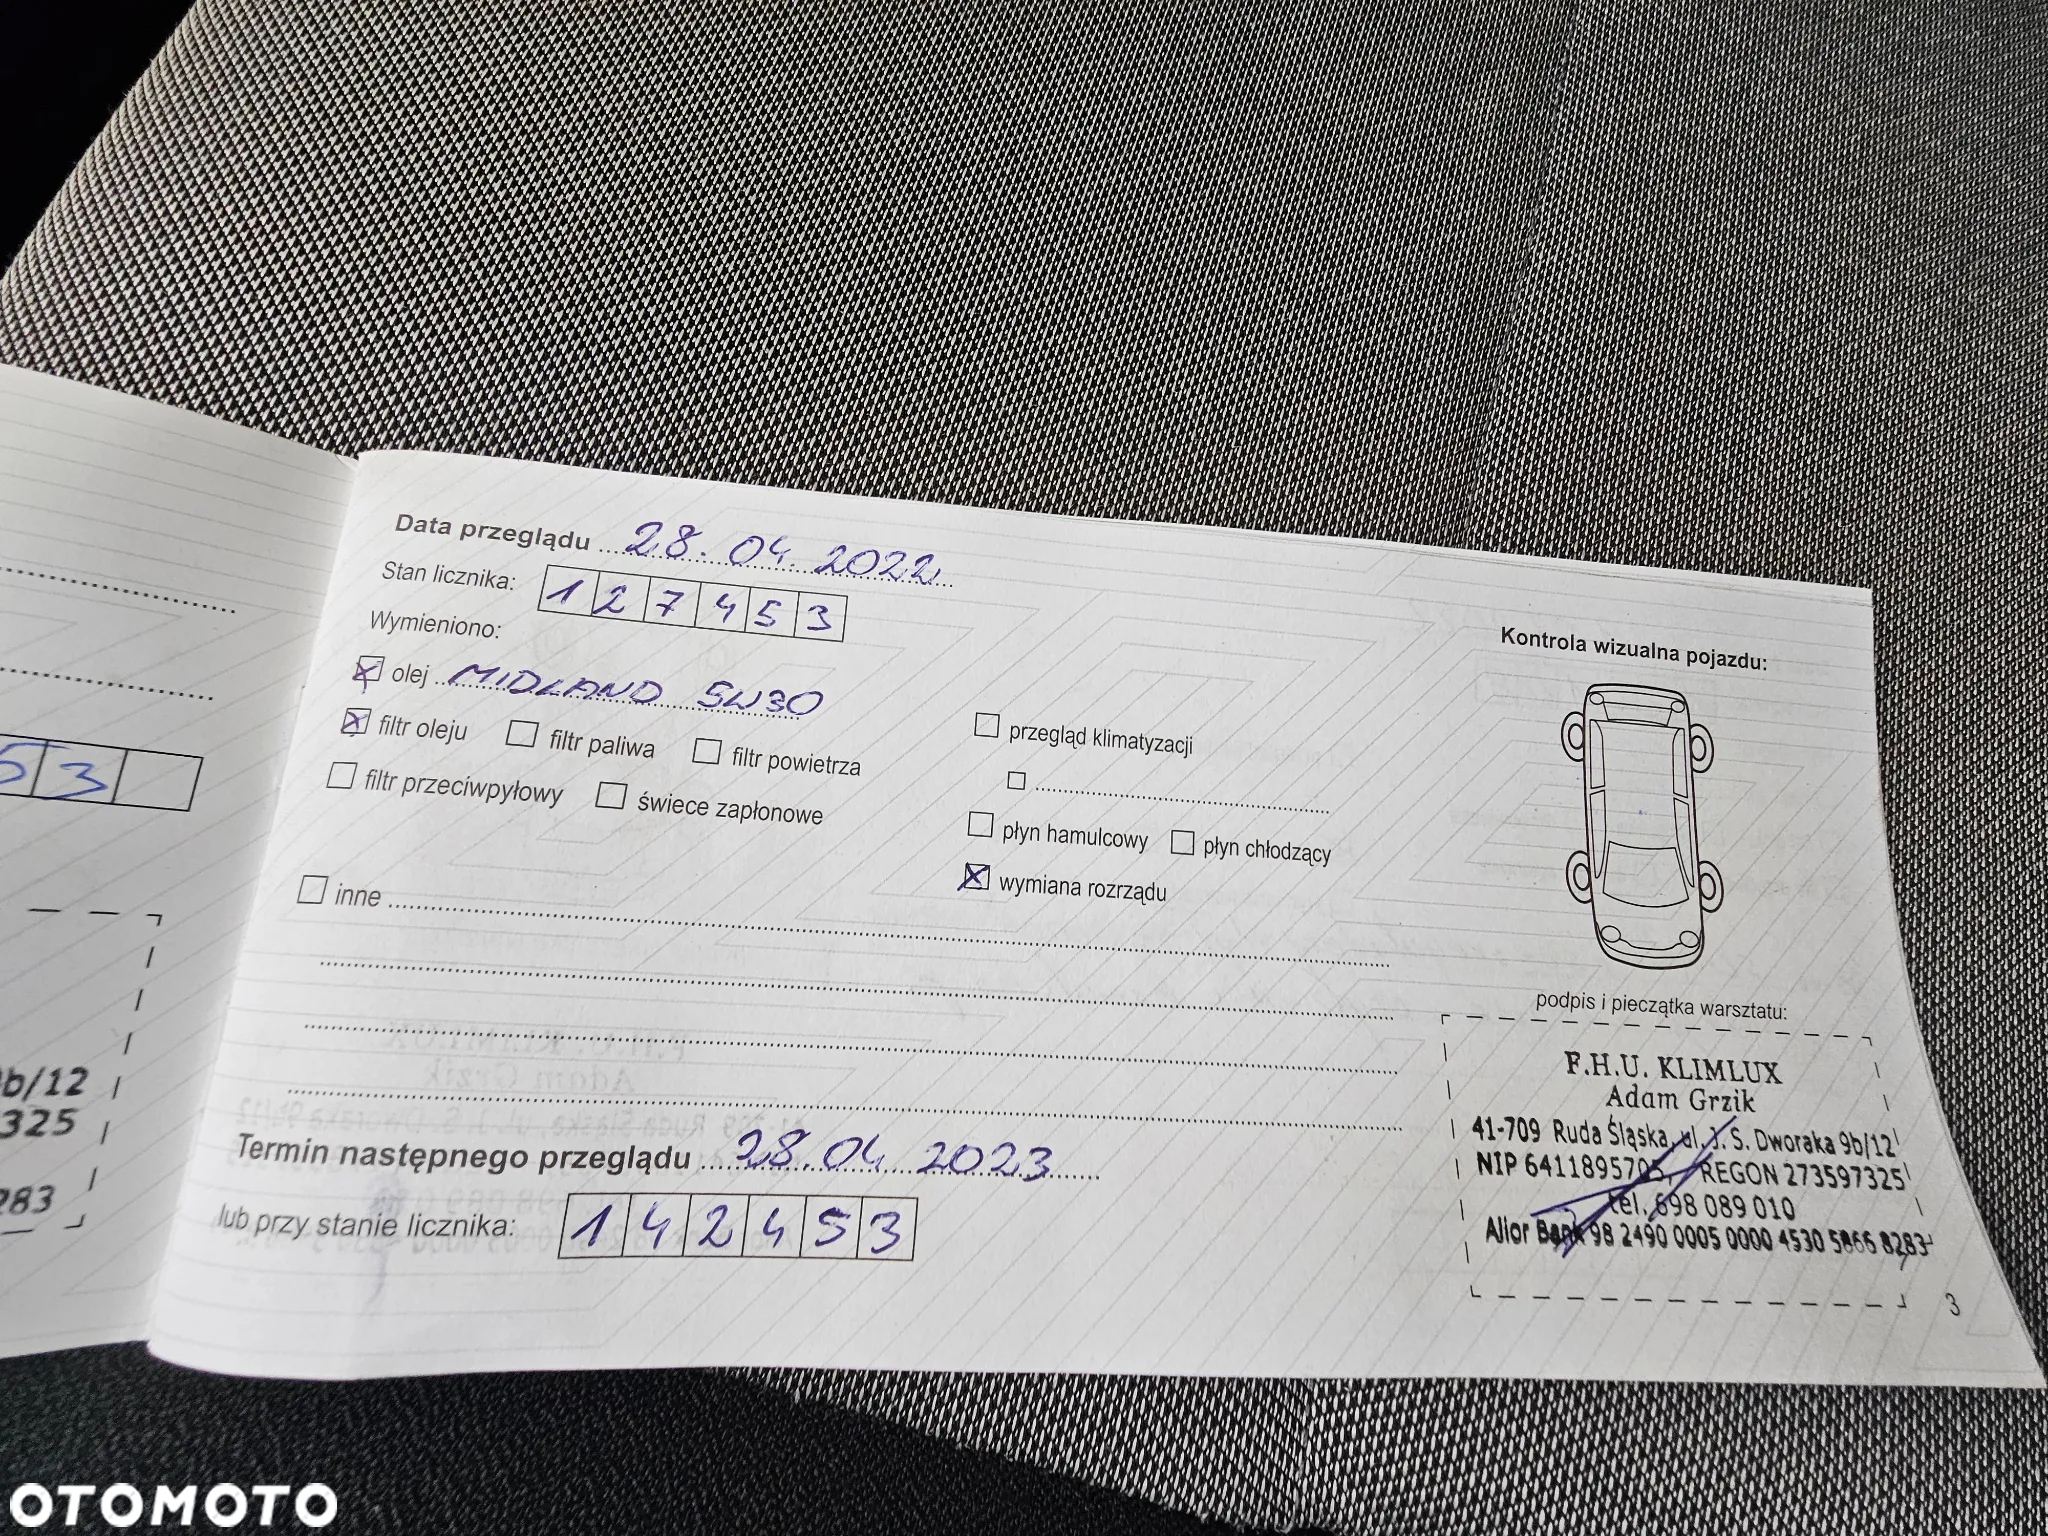 53
9b/12
325
283
Data przeglądu 28.04.2022
Stan licznika: 127453
Wymieniono:
olej MIDLAND 5W30
filtr oleju filtr paliwa filtr powietrza
filtr przeciwpyłowy świece zapłonowe
przegląd klimatyzacji
płyn hamulcowy płyn chłodzący
wymiana rozrządu
inne
Termin następnego przeglądu 28.04 2023
lub przy stanie licznika: 142453
Kontrola wizualna pojazdu:
podpis i pieczątka warsztatu:
F.H.U. KLIMLUX
Adam Grzik
41-709 Ruda Śląska, ul. J. S. Dworaka 9b/12
NIP 6411895705, REGON 273597325
tel. 698 089 010
Alior Bank 98 2490 0005 0000 4530 5866 8283
3
OTOMOTO